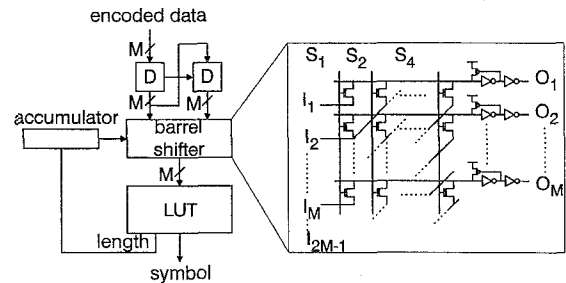 encoded data
M
D
D
M
M
accumulator
barrel
shifter
M
LUT
length
symbol
S1 S2 S4
I1
I2
IM
I2M-1
O1
O2
OM